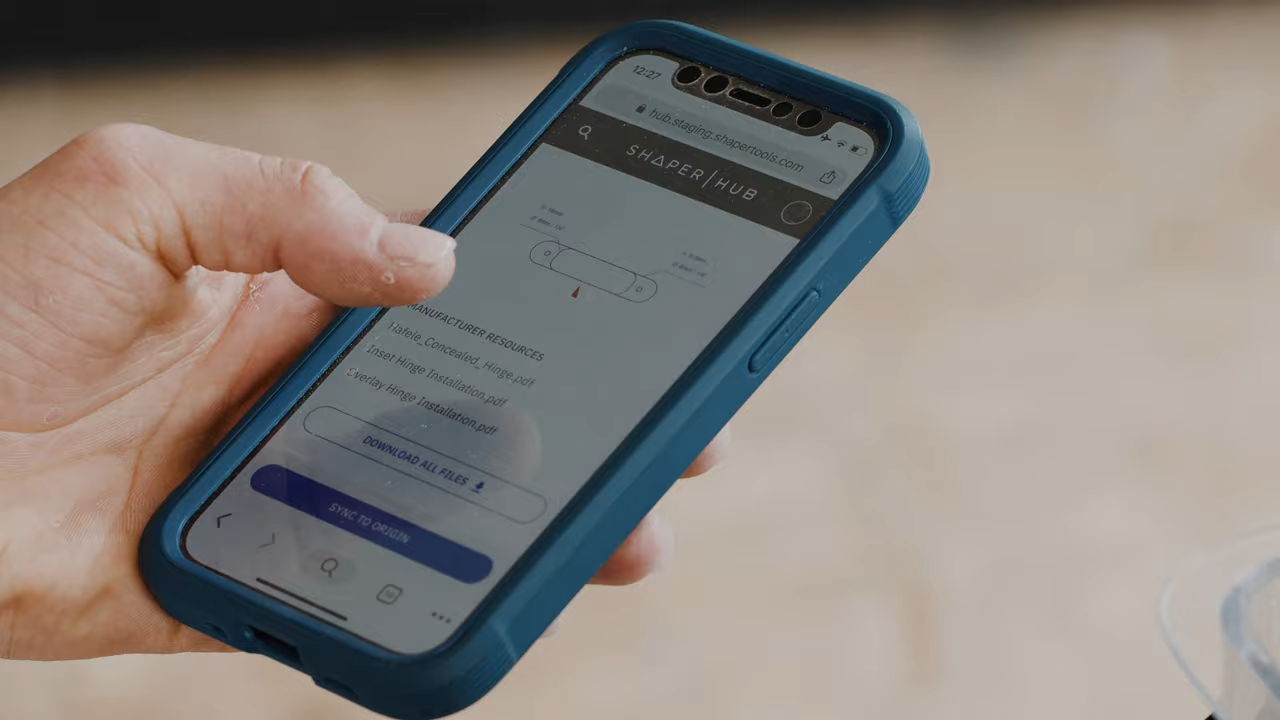 12:27
hub.staging.shapertools.com
SHAPER|HUB
MANUFACTURER RESOURCES
Hafele_Concealed_Hinge.pdf
Inset Hinge Installation.pdf
Overlay Hinge Installation.pdf
DOWNLOAD ALL FILES
SYNC TO ORIGIN